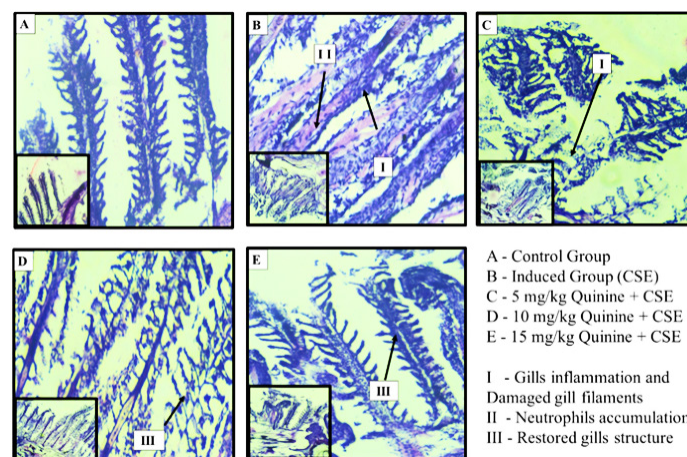 A
B
I I
I
C
I
D
III
E
III
A - Control Group
B - Induced Group (CSE)
C - 5 mg/kg Quinine + CSE
D - 10 mg/kg Quinine + CSE
E - 15 mg/kg Quinine + CSE
I - Gills inflammation and
Damaged gill filaments
II - Neutrophils accumulation
III - Restored gills structure